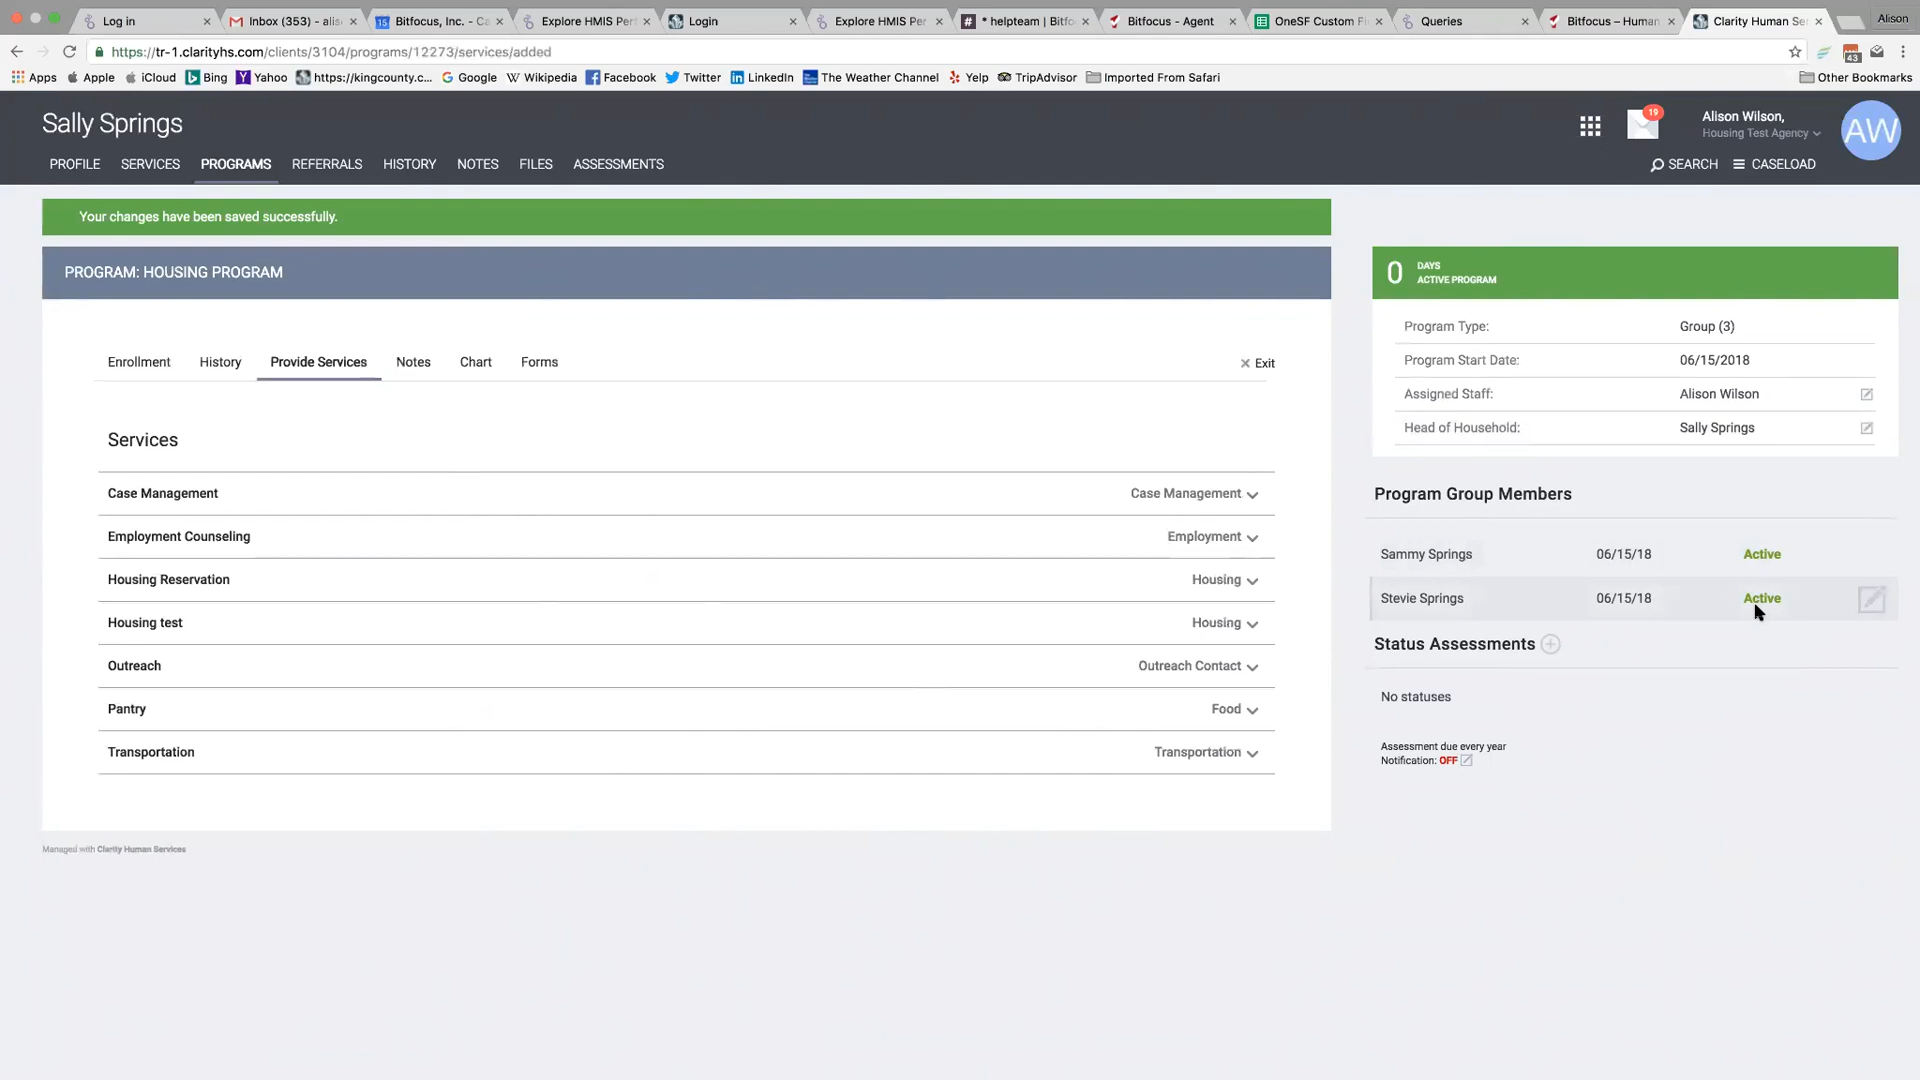 Log in
Inbox (353) - alis
15
Bitfocus, Inc. - Ca
Explore HMIS Pert
Login
Explore HMIS Per
* helpteam | Bitfo
Bitfocus - Agent
OneSF Custom Fi
Queries
Bitfocus – Human
Clarity Human Se
Alison
https://tr-1.clarityhs.com/clients/3104/programs/12273/services/added
43
Apps
Apple
iCloud
Bing
Yahoo
https://kingcounty.c...
Google
Wikipedia
Facebook
Twitter
LinkedIn
The Weather Channel
Yelp
TripAdvisor
Imported From Safari
Other Bookmarks
Sally Springs
19
Alison Wilson,
Housing Test Agency
AW
PROFILE
SERVICES
PROGRAMS
REFERRALS
HISTORY
NOTES
FILES
ASSESSMENTS
SEARCH
CASELOAD
Your changes have been saved successfully.
PROGRAM: HOUSING PROGRAM
Enrollment
History
Provide Services
Notes
Chart
Forms
Exit
Services
Case Management
Case Management
Employment Counseling
Employment
Housing Reservation
Housing
Housing test
Housing
Outreach
Outreach Contact
Pantry
Food
Transportation
Transportation
Managed with Clarity Human Services
0
DAYS
ACTIVE PROGRAM
Program Type:
Group (3)
Program Start Date:
06/15/2018
Assigned Staff:
Alison Wilson
Head of Household:
Sally Springs
Program Group Members
Sammy Springs
06/15/18
Active
Stevie Springs
06/15/18
Active
Status Assessments
No statuses
Assessment due every year
Notification: OFF